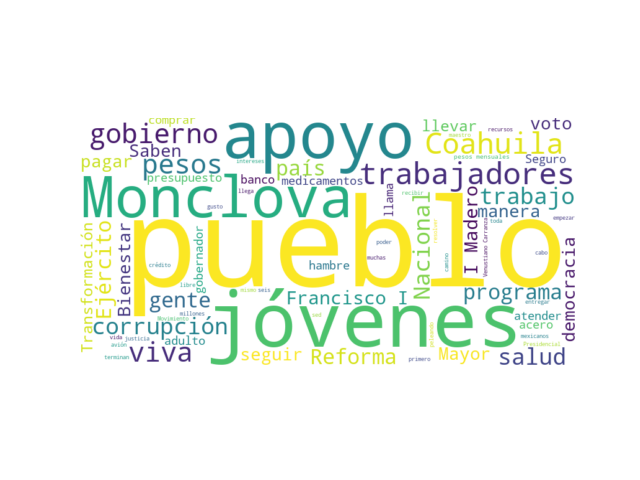 comprar
gobierno
apoyo
llevar
recursos
voto
maestro
Coahuila
Saben
pagar
pesos
intereses
país
pesos mensuales
Seguro
presupuesto
banco
medicamentos
trabajadores
Monclova
llega
llama
recibir
Nacional
I Madero
trabajo
manera
gusto
toda
empezar
pueblo
Transformación
Ejército
Bienestar
gobernador
poder
muchas
camino
Venustiano Carranza
cabo
democracia
hambre
crédito
libre
mismo
seis
gente
Francisco I
programa
entregar
millones
Movimiento
corrupción
jóvenes
atender
acero
vida
justicia
adulto
mexicanos
Presidencial
viva
terminan
seguir
Reforma
Mayor
primero
salud